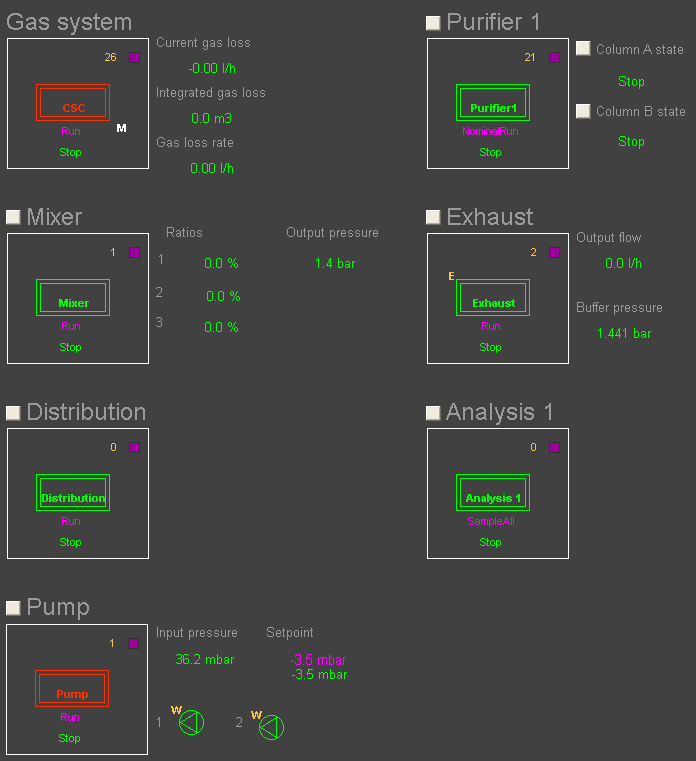 Gas system
26
CSC
Run
M
Stop
Current gas loss
-0.00 l/h
Integrated gas loss
0.0 m3
Gas loss rate
0.00 l/h
Purifier 1
21
Purifier1
NominalRun
Stop
Column A state
Stop
Column B state
Stop
Mixer
1
Mixer
Run
Stop
Ratios
Output pressure
1 0.0 % 1.4 bar
2 0.0 %
3 0.0 %
Exhaust
2
E
Exhaust
Run
Stop
Output flow
0.0 l/h
Buffer pressure
1.441 bar
Distribution
0
Distribution
Run
Stop
Analysis 1
0
Analysis 1
SampleAll
Stop
Pump
1
Pump
Run
Stop
Input pressure
36.2 mbar
Setpoint
-3.5 mbar
-3.5 mbar
1 W
2 W